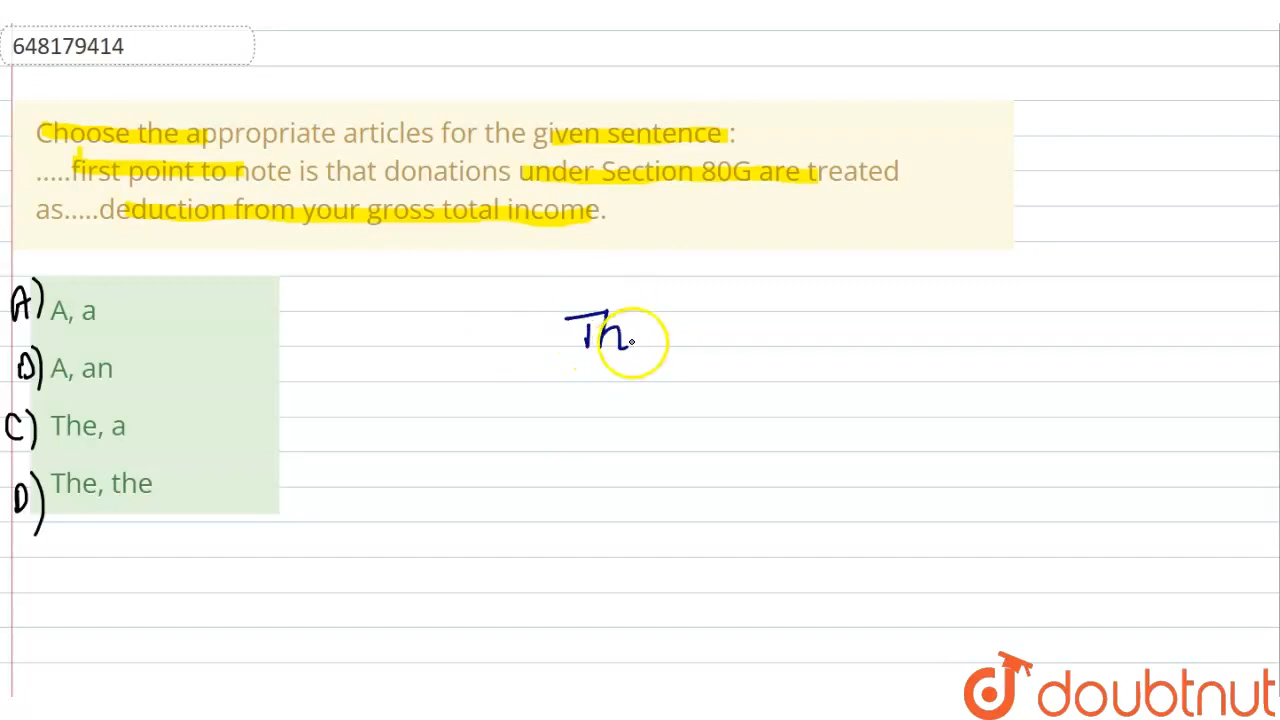 648179414
Choose the appropriate articles for the given sentence :
.....first point to note is that donations under Section 80G are treated
as.....deduction from your gross total income.
A) A, a
B) A, an
C) The, a
D) The, the
Th
doubtnut